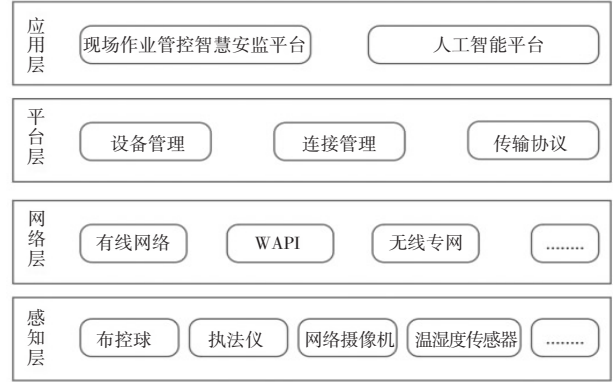 应用层
现场作业管控智慧安监平台
人工智能平台
平台层
设备管理
连接管理
传输协议
网络层
有线网络
WAPI
无线专网
........
感知层
布控球
执法仪
网络摄像机
温湿度传感器
........